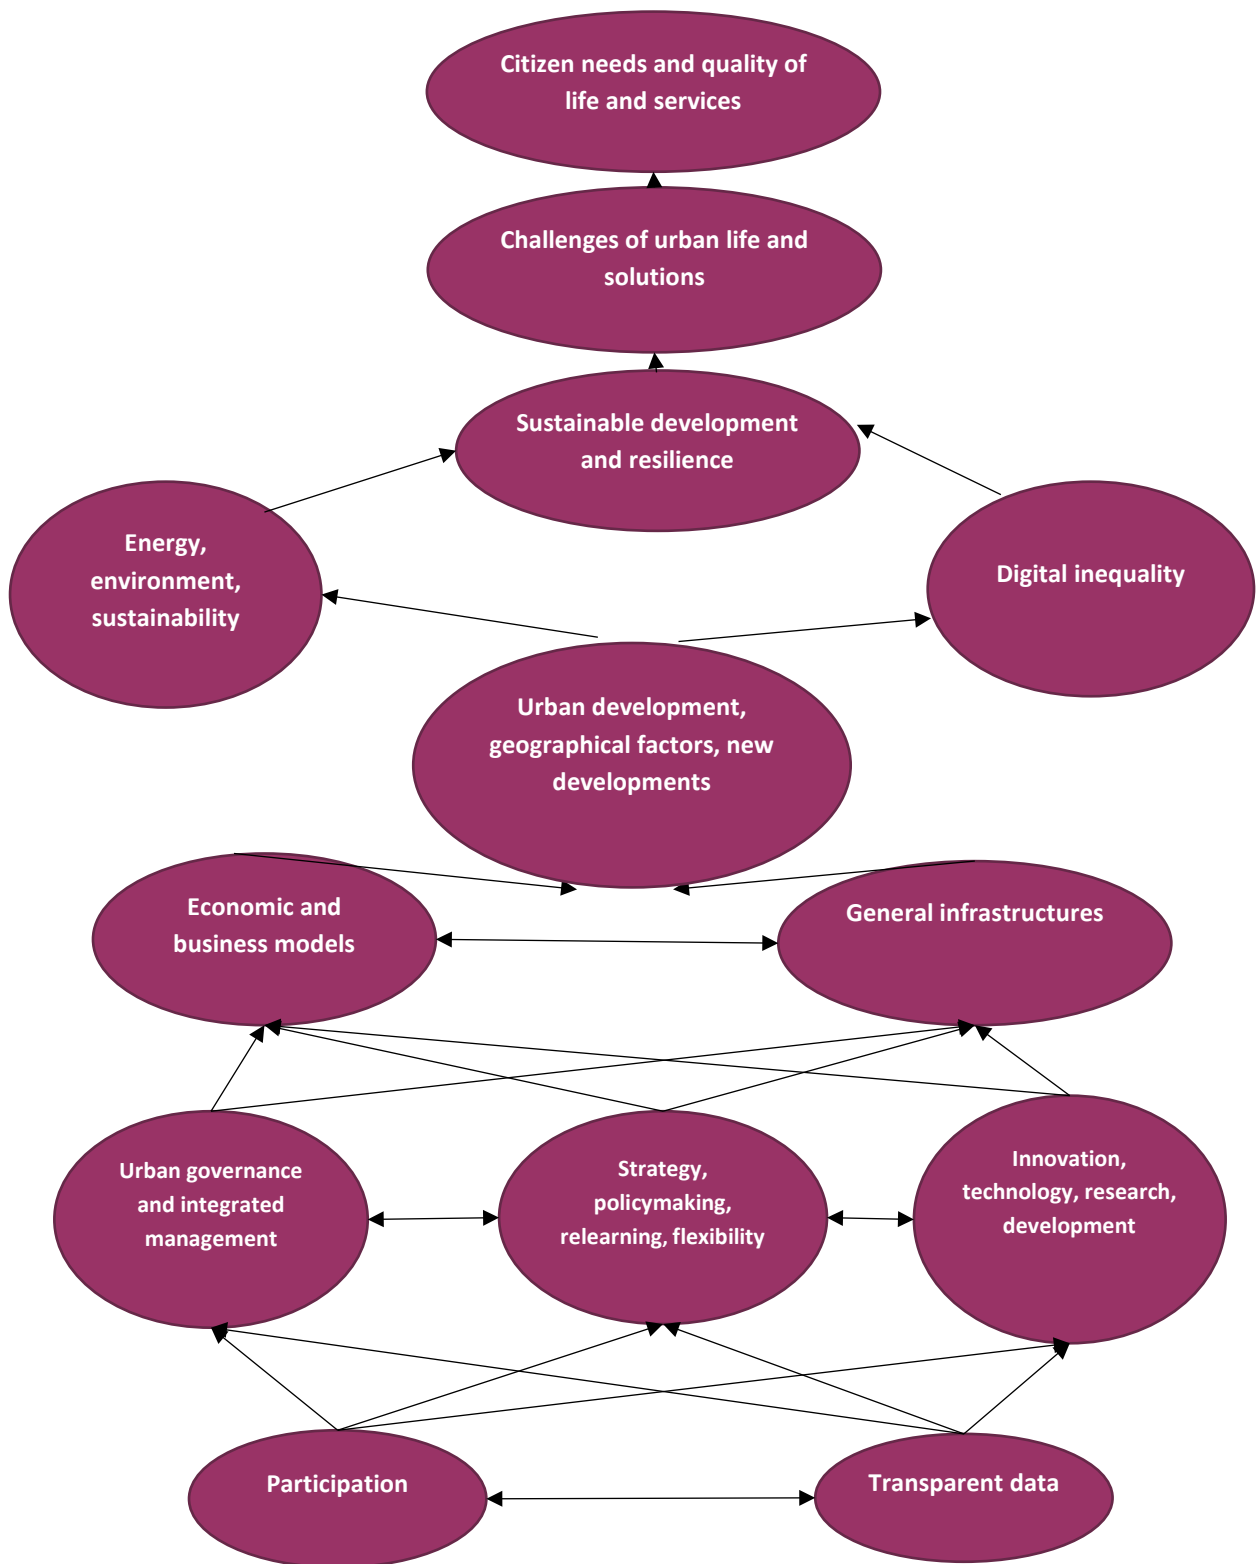 Citizen needs and quality of
life and services
Challenges of urban life and
solutions
Sustainable development
and resilience
Energy,
environment,
sustainability
Digital inequality
Urban development,
geographical factors, new
developments
Economic and
business models
General infrastructures
Urban governance
and integrated
management
Strategy,
policymaking,
relearning, flexibility
Innovation,
technology, research,
development
Participation
Transparent data